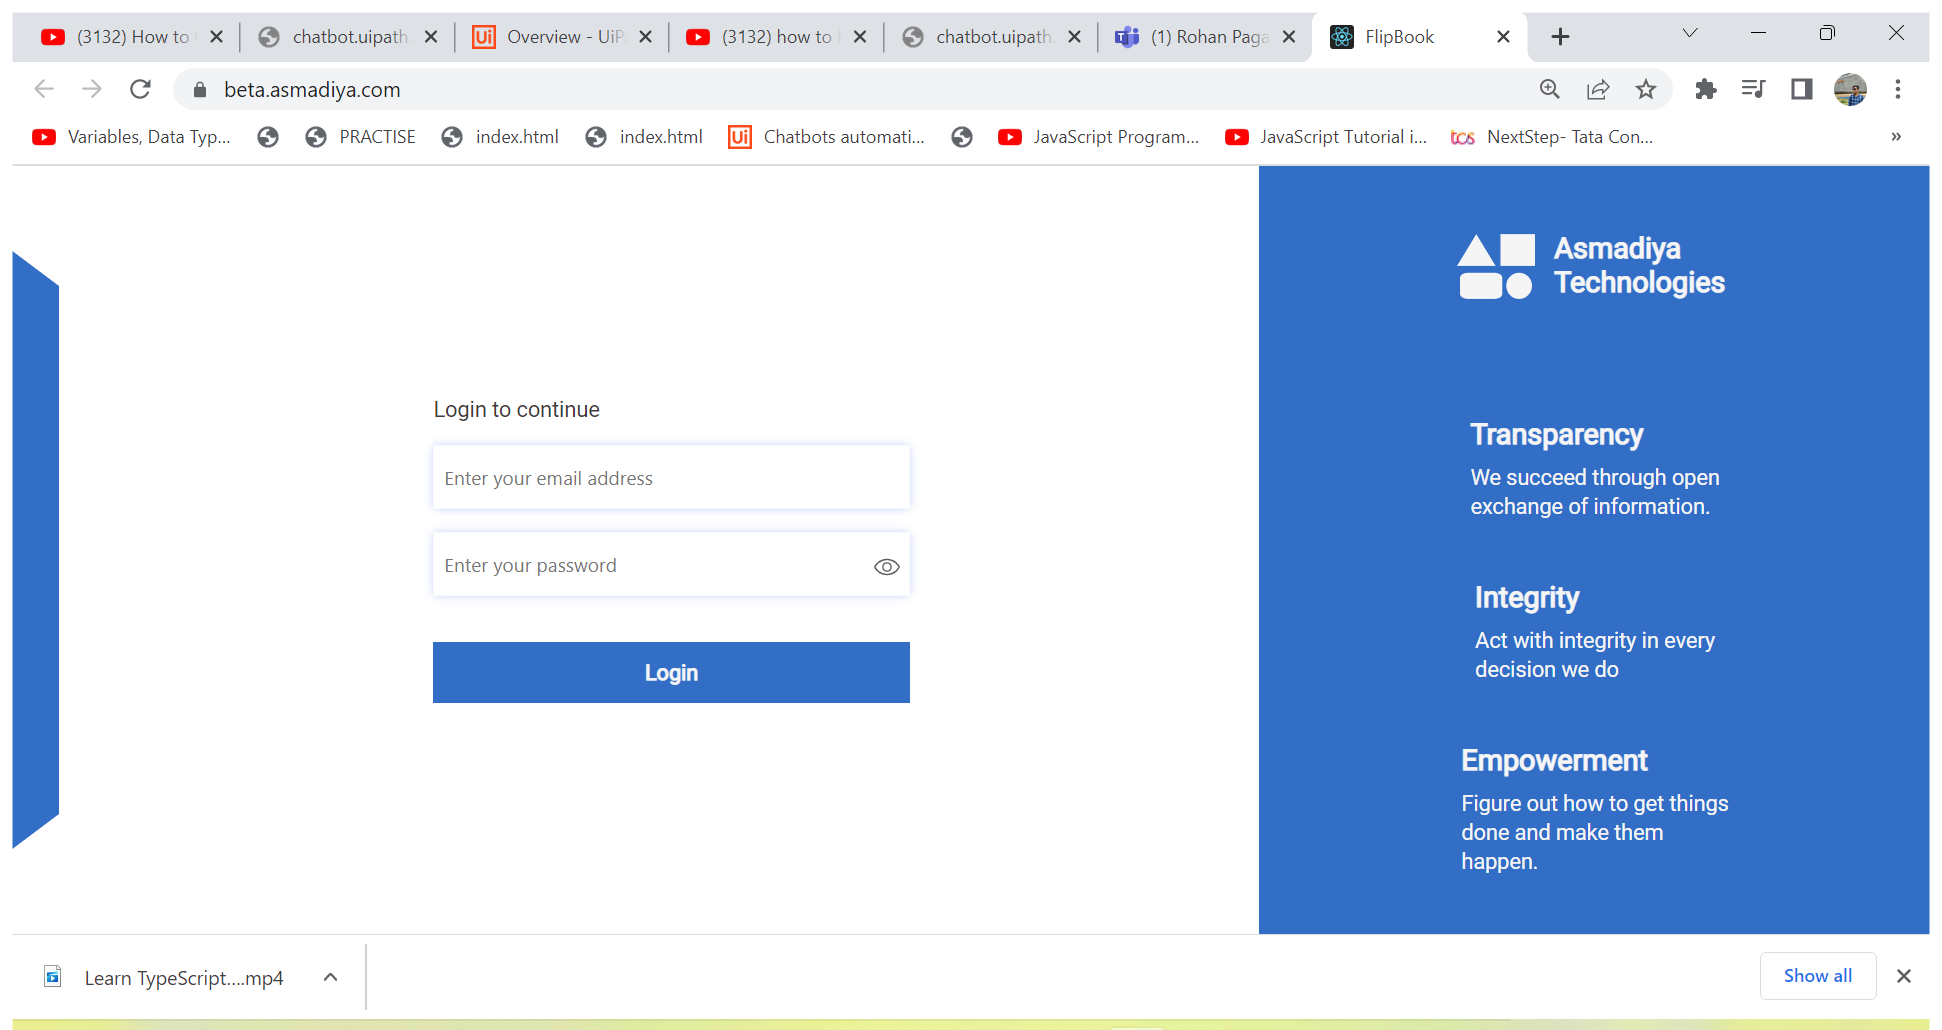 (3132) How to
chatbot.uipath.
Overview - UiP
(3132) how to
chatbot.uipath.
(1) Rohan Paga
FlipBook
beta.asmadiya.com
Variables, Data Typ...
PRACTISE
index.html
index.html
Ui
Chatbots automati...
JavaScript Program...
JavaScript Tutorial i...
tcs
NextStep- Tata Con...
»
Asmadiya
Technologies
Login to continue
Enter your email address
Enter your password
Login
Transparency
We succeed through open
exchange of information.
Integrity
Act with integrity in every
decision we do
Empowerment
Figure out how to get things
done and make them
happen.
Learn TypeScript....mp4
Show all